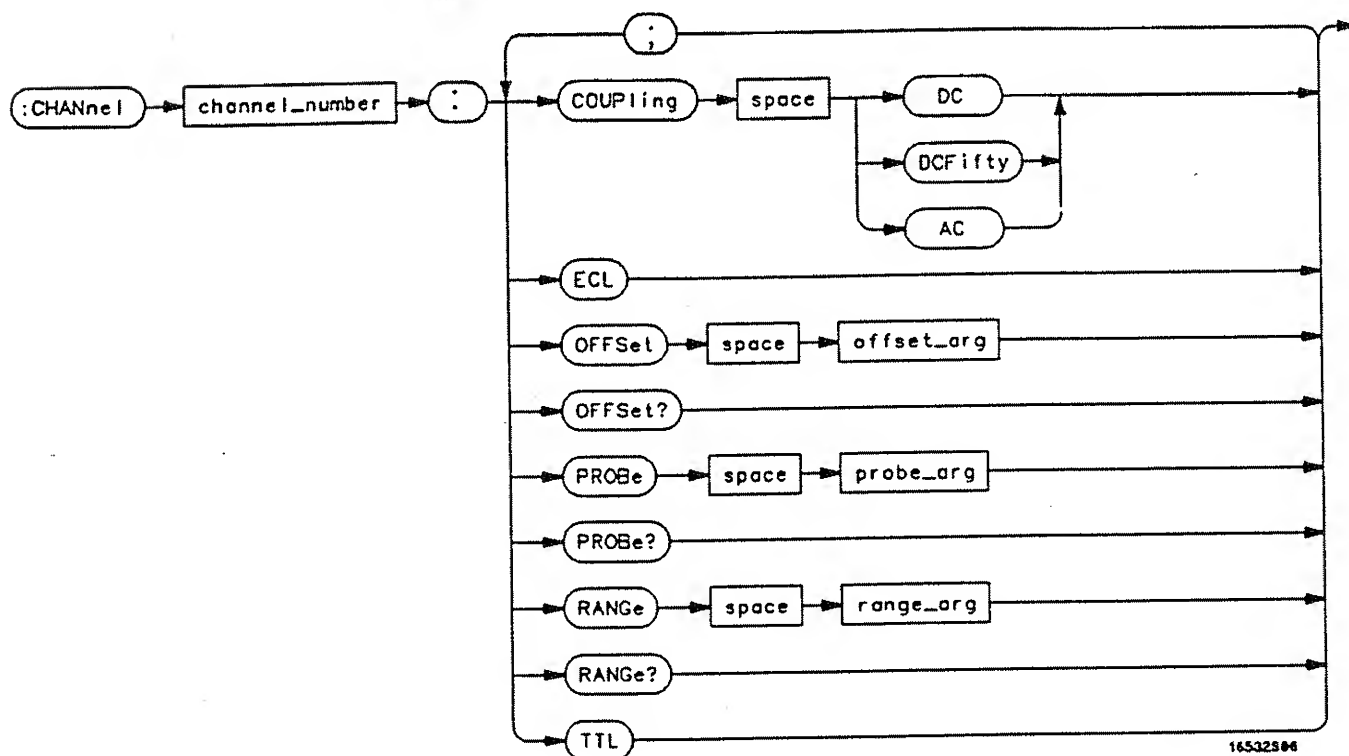 ;
:CHANnel channel_number : COUPling space DC
DCFifty
AC
ECL
OFFSet space offset_arg
OFFSet?
PROBe space probe_arg
PROBe?
RANGe space range_arg
RANGe?
TTL
16532S06